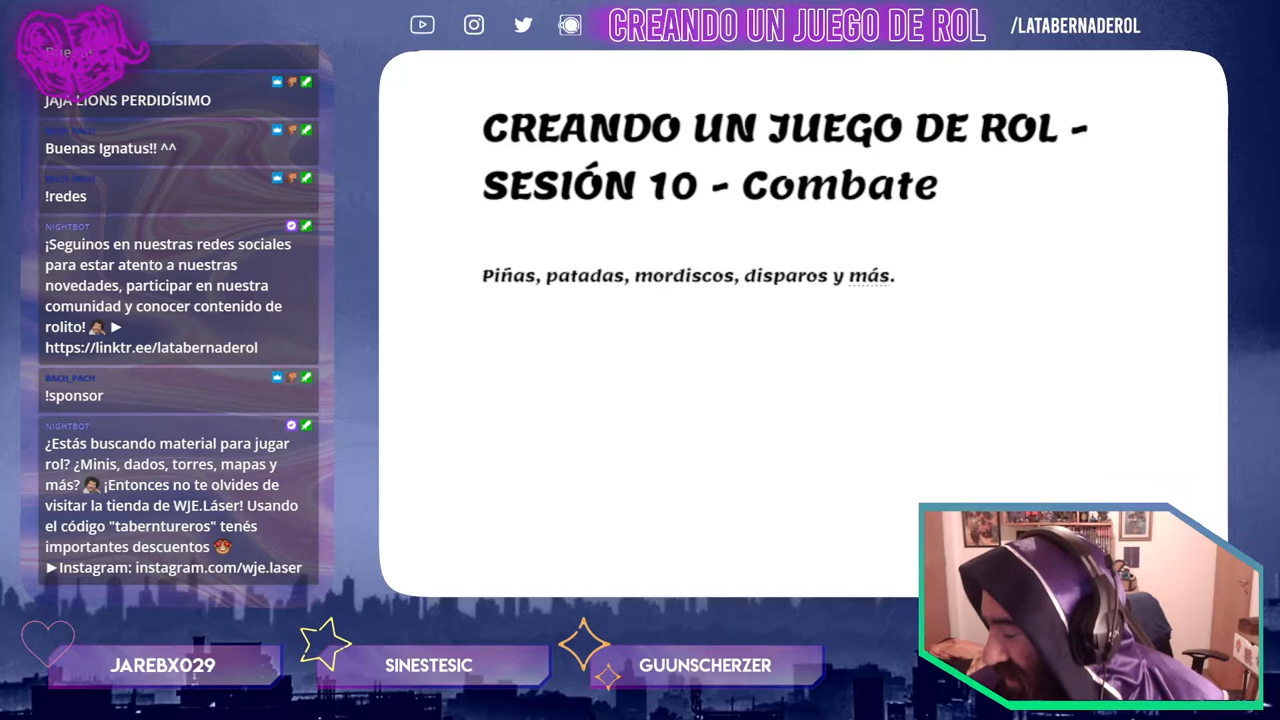 CREANDO UN JUEGO DE ROL
/LATABERNADEROL
JAJA LIONS PERDIDÍSIMO
Buenas Ignatus!! ^^
!redes
NIGHTBOT
¡Seguinos en nuestras redes sociales
para estar atento a nuestras
novedades, participar en nuestra
comunidad y conocer contenido de
rolito! ►
https://linktr.ee/latabernaderol
BACH_PACH
!sponsor
NIGHTBOT
¿Estás buscando material para jugar
rol? ¿Minis, dados, torres, mapas y
más? ¡Entonces no te olvides de
visitar la tienda de WJE.Láser! Usando
el código "taberntureros" tenés
importantes descuentos
►Instagram: instagram.com/wje.laser
CREANDO UN JUEGO DE ROL -
SESIÓN 10 - Combate
Piñas, patadas, mordiscos, disparos y más.
JAREBX029
SINESTESIC
GUUNSCHERZER